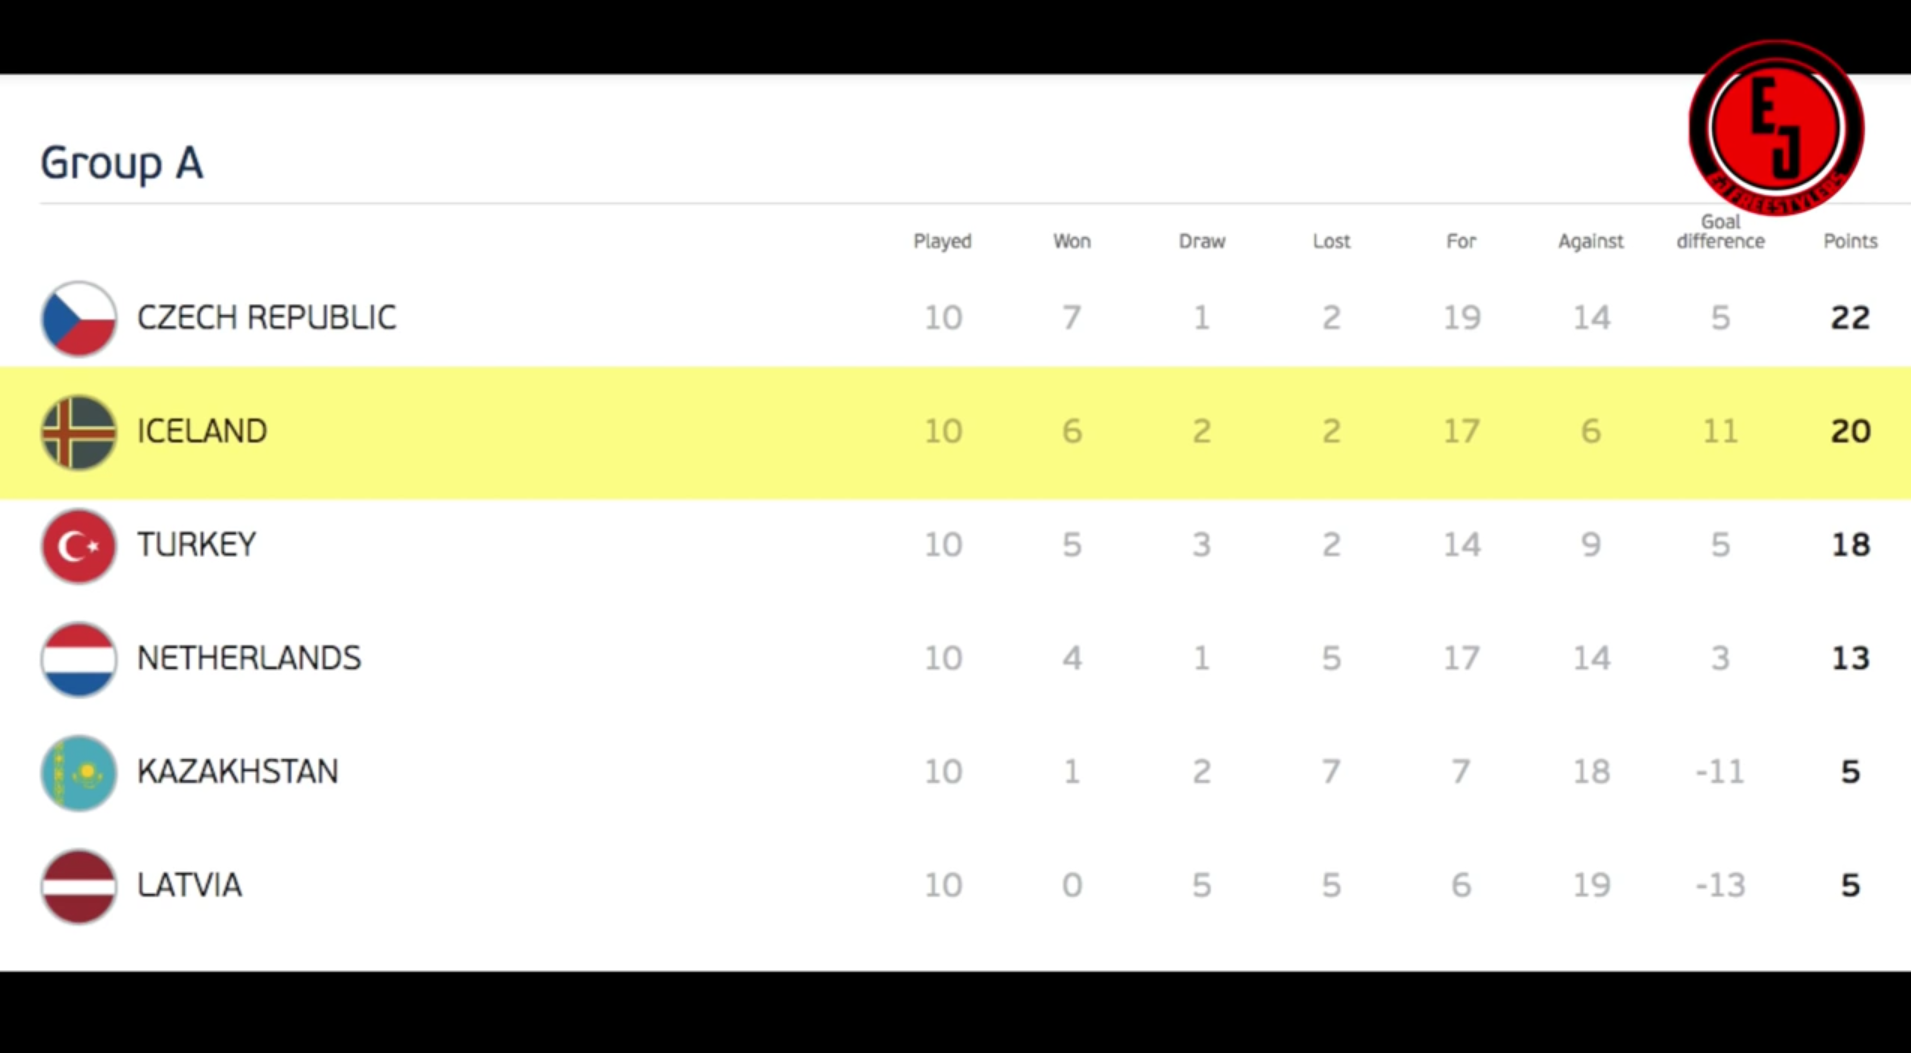 E
J
EJ FREESTYLERS
Group A
Played Won Draw Lost For Against Goal difference Points
CZECH REPUBLIC 10 7 1 2 19 14 5 22
ICELAND 10 6 2 2 17 6 11 20
TURKEY 10 5 3 2 14 9 5 18
NETHERLANDS 10 4 1 5 17 14 3 13
KAZAKHSTAN 10 1 2 7 7 18 -11 5
LATVIA 10 0 5 5 6 19 -13 5